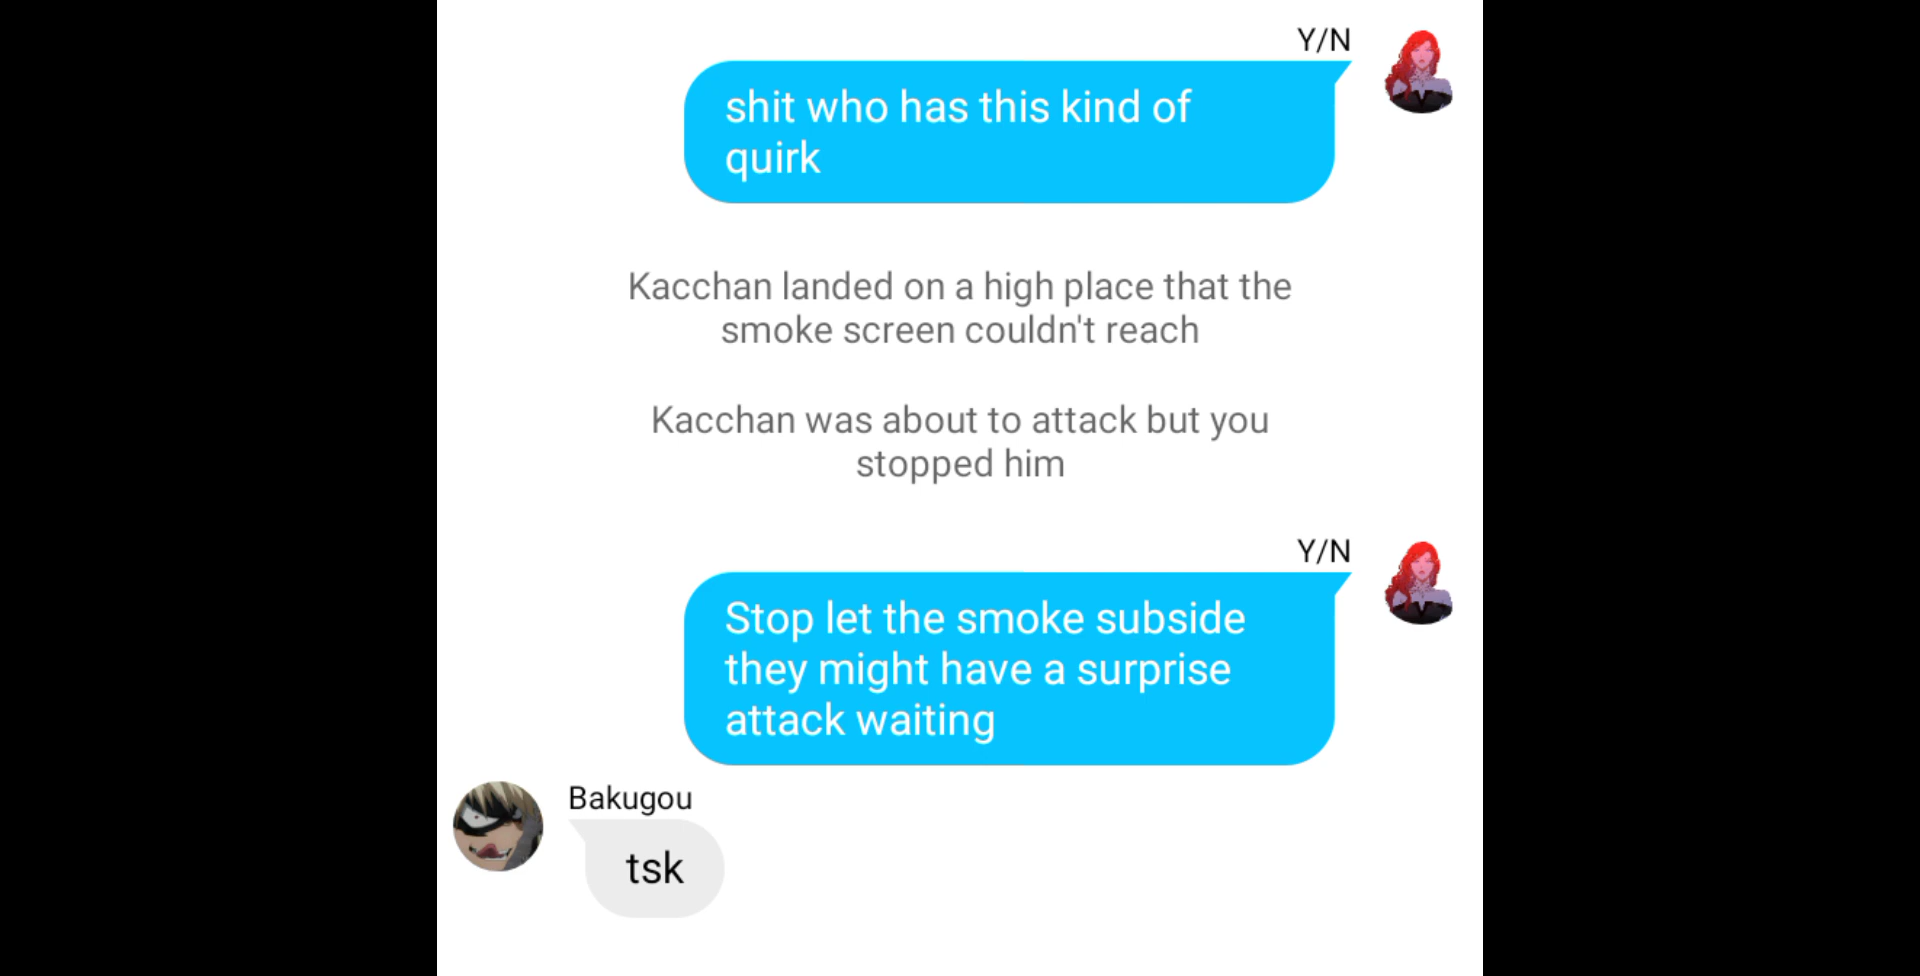 Y/N
shit who has this kind of
quirk
Kacchan landed on a high place that the
smoke screen couldn't reach
Kacchan was about to attack but you
stopped him
Y/N
Stop let the smoke subside
they might have a surprise
attack waiting
Bakugou
tsk